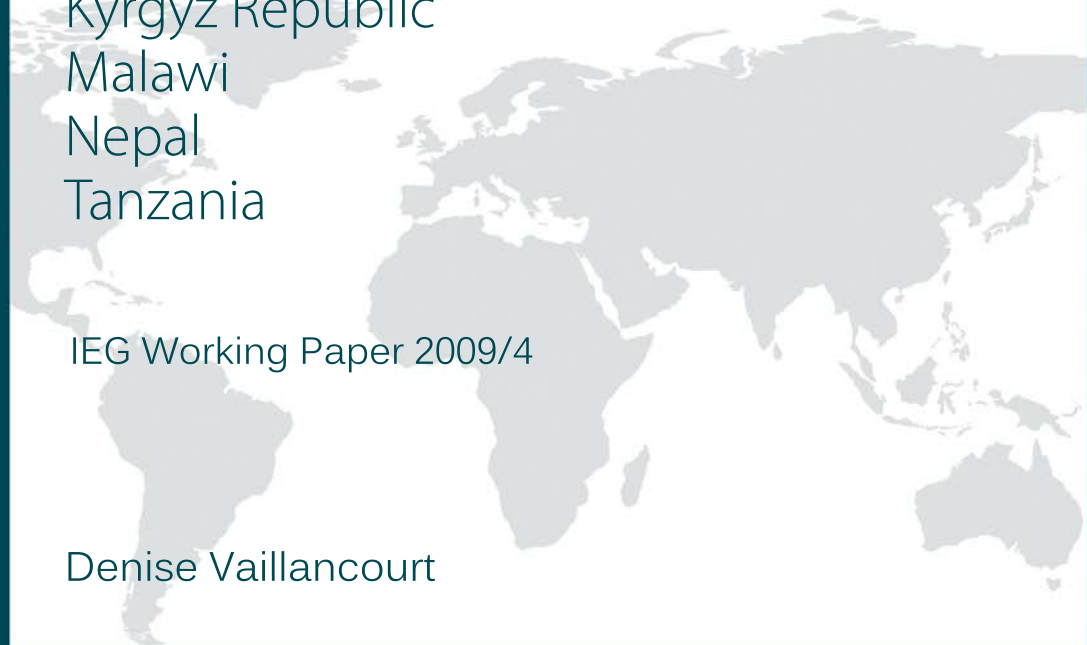 Kyrgyz Republic
Malawi
Nepal
Tanzania
IEG Working Paper 2009/4
Denise Vaillancourt